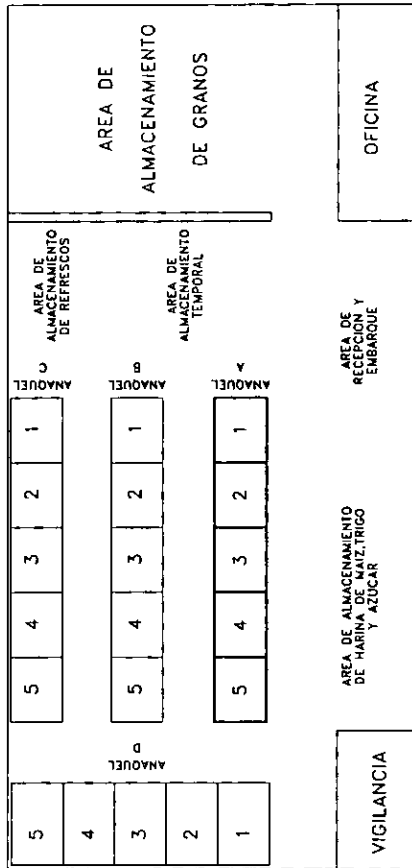 AREA DE
ALMACENAMIENTO
DE GRANOS
OFICINA
AREA DE
ALMACENAMIENTO
DE REFRESCOS
AREA DE
ALMACENAMIENTO
TEMPORAL
AREA DE
RECEPCION Y
EMBARQUE
ANAQUEL
C
1
2
3
4
5
ANAQUEL
B
1
2
3
4
5
ANAQUEL
A
1
2
3
4
5
AREA DE ALMACENAMIENTO
DE HARINA DE MAIZ,TRIGO
Y AZUCAR
ANAQUEL
D
5
4
3
2
1
VIGILANCIA